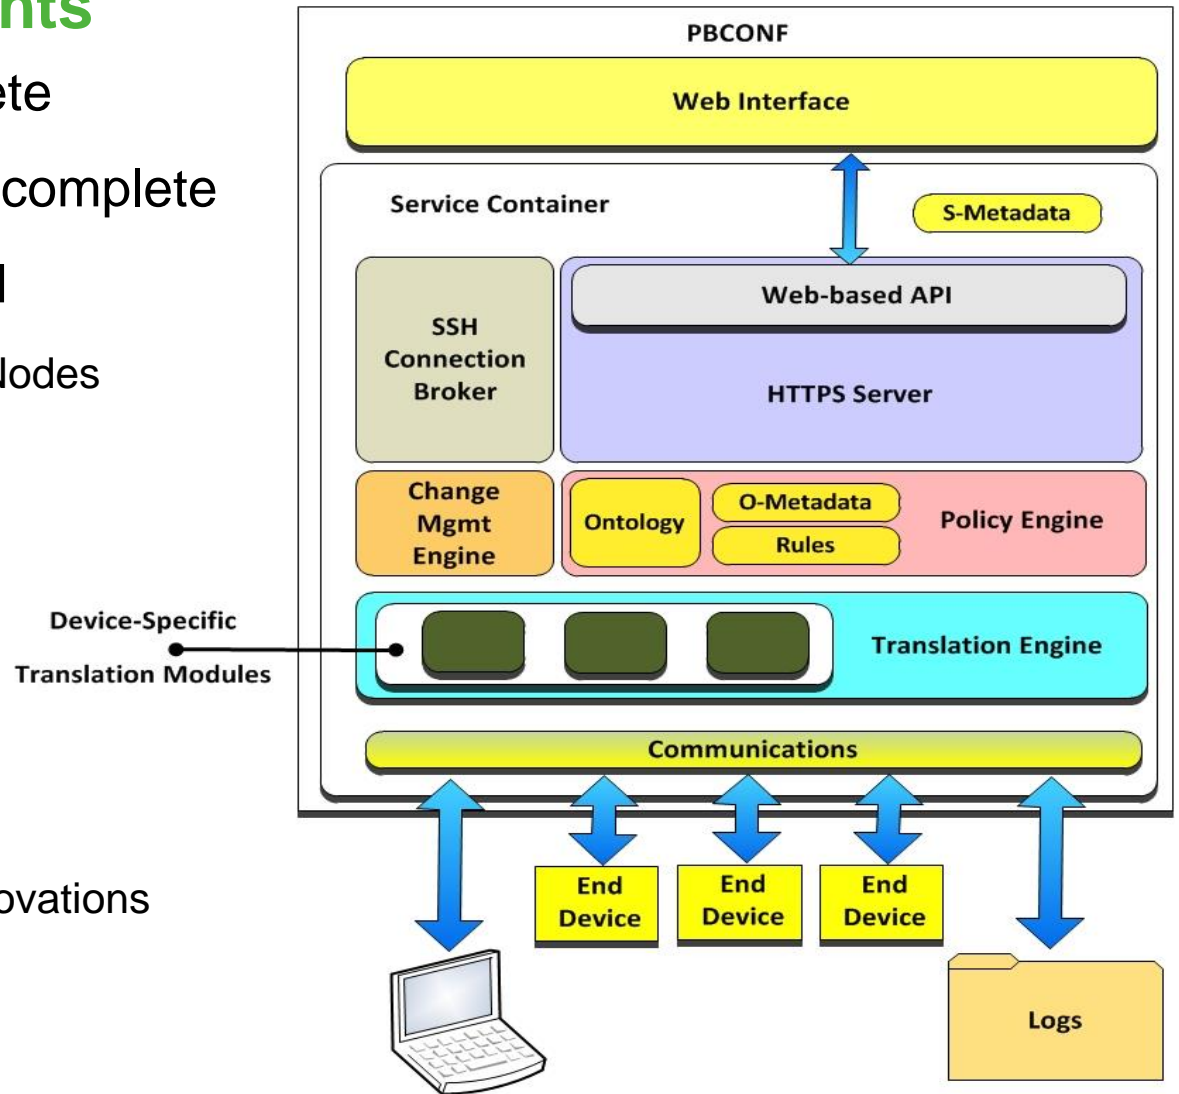 nts
ete
complete
Nodes
ovations
PBCONF
Web Interface
Service Container
S-Metadata
SSH
Connection
Broker
Web-based API
HTTPS Server
Change
Mgmt
Engine
Ontology
O-Metadata
Rules
Policy Engine
Device-Specific
Translation Modules
Translation Engine
Communications
End
Device
End
Device
End
Device
Logs